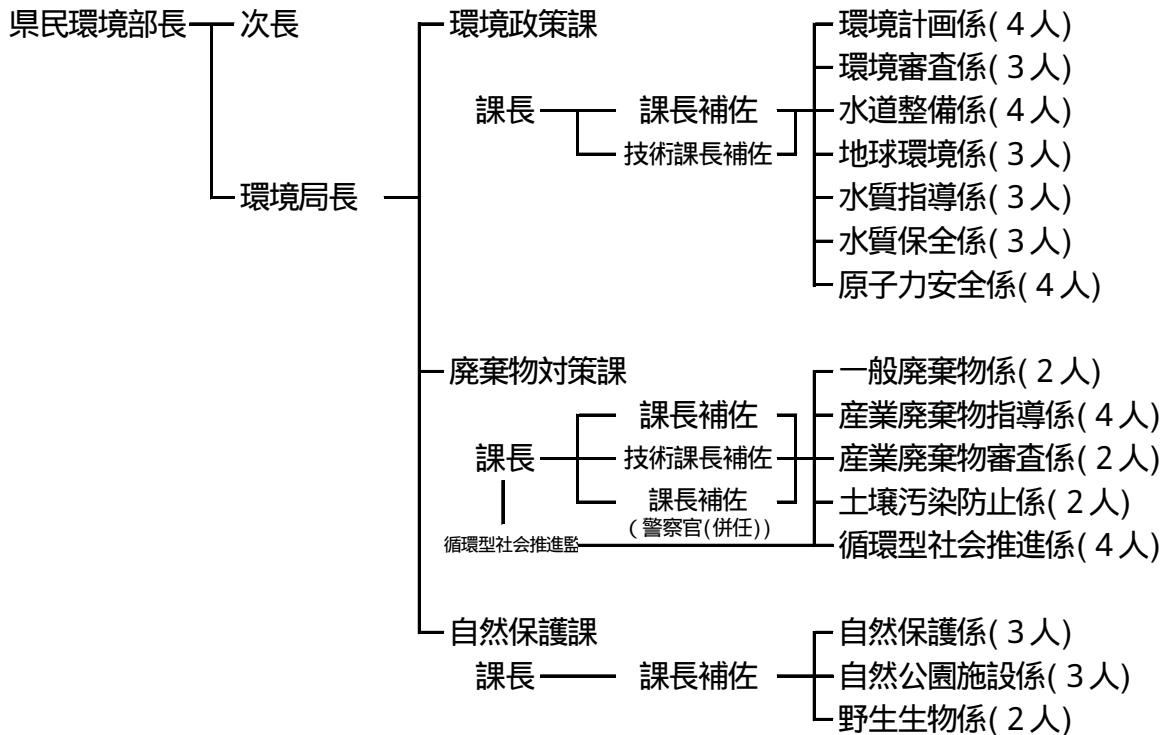 県民環境部長 次長 環境政策課 環境計画係(4人)
環境審査係(3人)
課長 課長補佐 水道整備係(4人)
技術課長補佐 地球環境係(3人)
環境局長 水質指導係(3人)
水質保全係(3人)
原子力安全係(4人)
廃棄物対策課 一般廃棄物係(2人)
課長補佐 産業廃棄物指導係(4人)
課長 技術課長補佐 産業廃棄物審査係(2人)
課長補佐 土壌汚染防止係(2人)
(警察官(併任))
循環型社会推進監 循環型社会推進係(4人)
自然保護課 自然保護係(3人)
課長 課長補佐 自然公園施設係(3人)
野生生物係(2人)